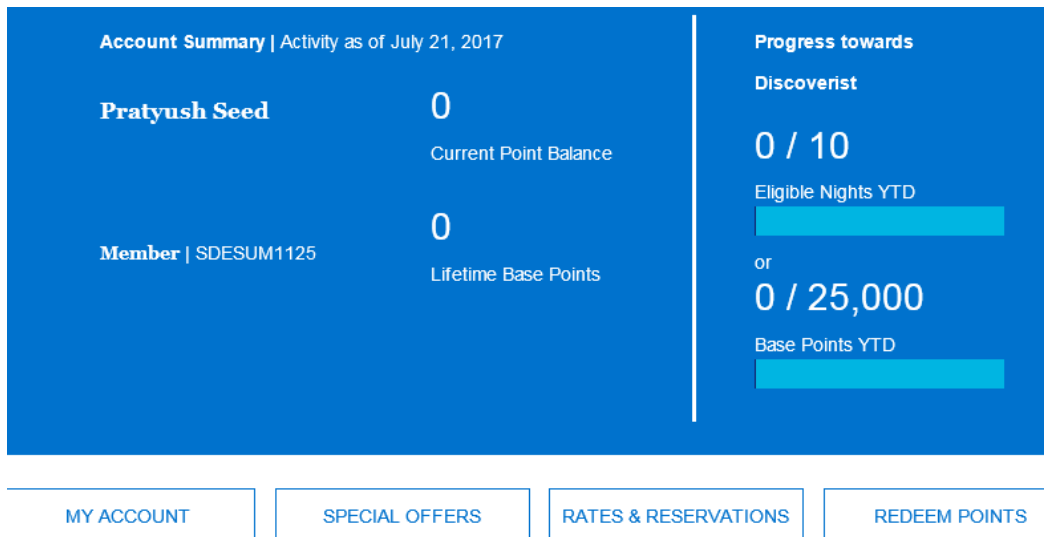 Account Summary | Activity as of July 21, 2017
Pratyush Seed
0
Current Point Balance
Member | SDESUM1125
0
Lifetime Base Points
Progress towards
Discoverist
0 / 10
Eligible Nights YTD
or
0 / 25,000
Base Points YTD
MY ACCOUNT
SPECIAL OFFERS
RATES & RESERVATIONS
REDEEM POINTS